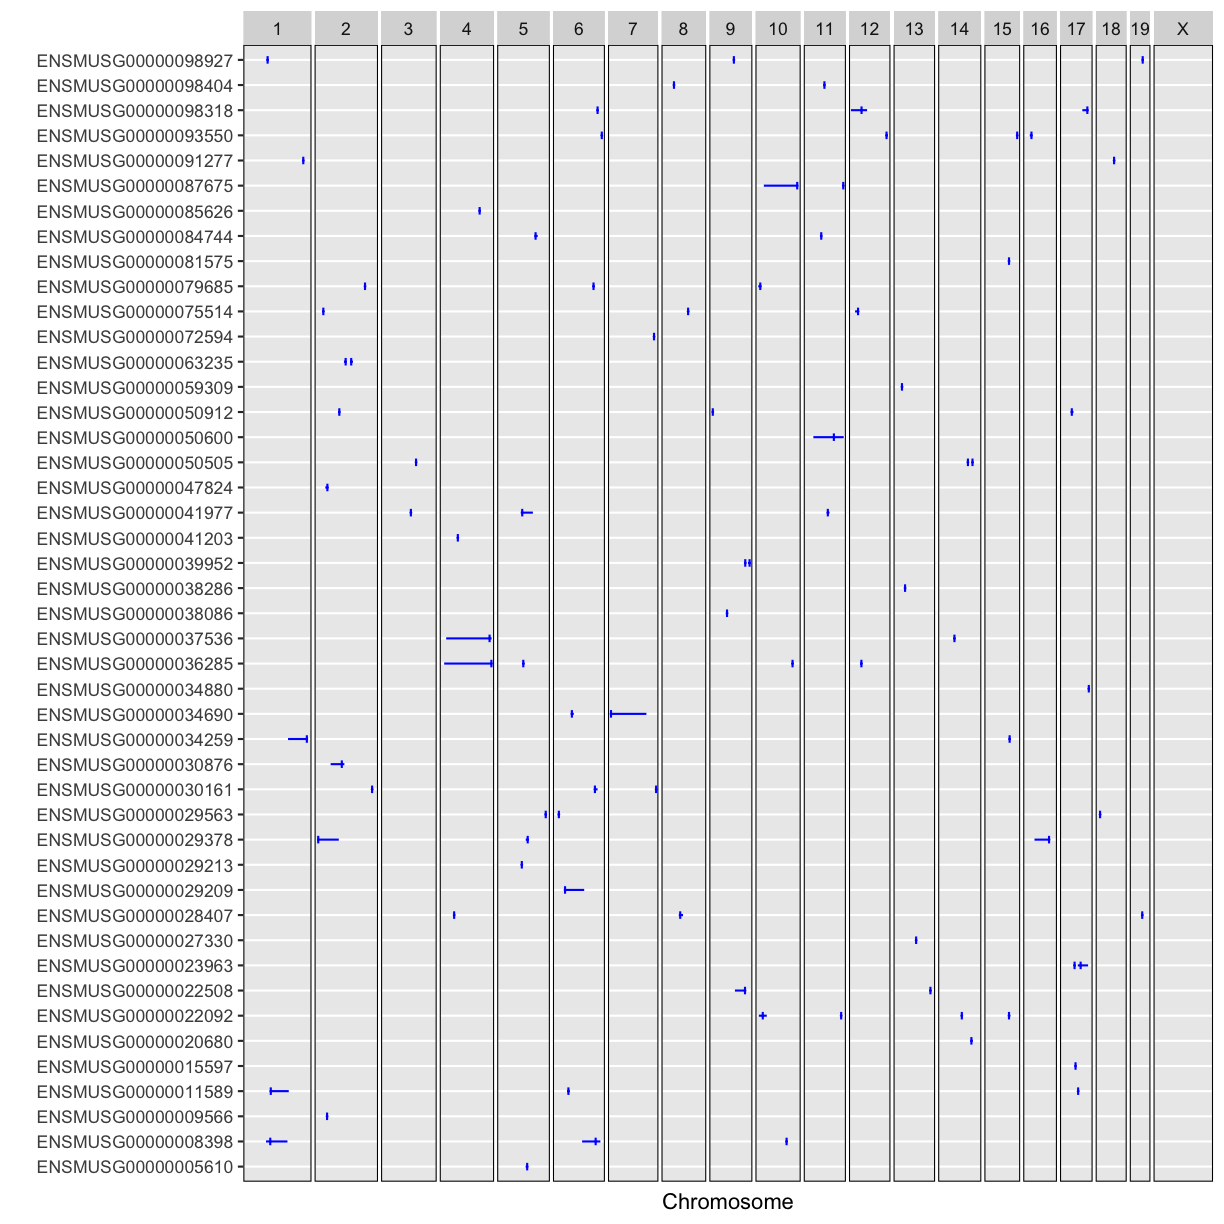 1 2 3 4 5 6 7 8 9 10 11 12 13 14 15 16 17 18 19 X
ENSMUSG00000098927
ENSMUSG00000098404
ENSMUSG00000098318
ENSMUSG00000093550
ENSMUSG00000091277
ENSMUSG00000087675
ENSMUSG00000085626
ENSMUSG00000084744
ENSMUSG00000081575
ENSMUSG00000079685
ENSMUSG00000075514
ENSMUSG00000072594
ENSMUSG00000063235
ENSMUSG00000059309
ENSMUSG00000050912
ENSMUSG00000050600
ENSMUSG00000050505
ENSMUSG00000047824
ENSMUSG00000041977
ENSMUSG00000041203
ENSMUSG00000039952
ENSMUSG00000038286
ENSMUSG00000038086
ENSMUSG00000037536
ENSMUSG00000036285
ENSMUSG00000034880
ENSMUSG00000034690
ENSMUSG00000034259
ENSMUSG00000030876
ENSMUSG00000030161
ENSMUSG00000029563
ENSMUSG00000029378
ENSMUSG00000029213
ENSMUSG00000029209
ENSMUSG00000028407
ENSMUSG00000027330
ENSMUSG00000023963
ENSMUSG00000022508
ENSMUSG00000022092
ENSMUSG00000020680
ENSMUSG00000015597
ENSMUSG00000011589
ENSMUSG00000009566
ENSMUSG00000008398
ENSMUSG00000005610
Chromosome